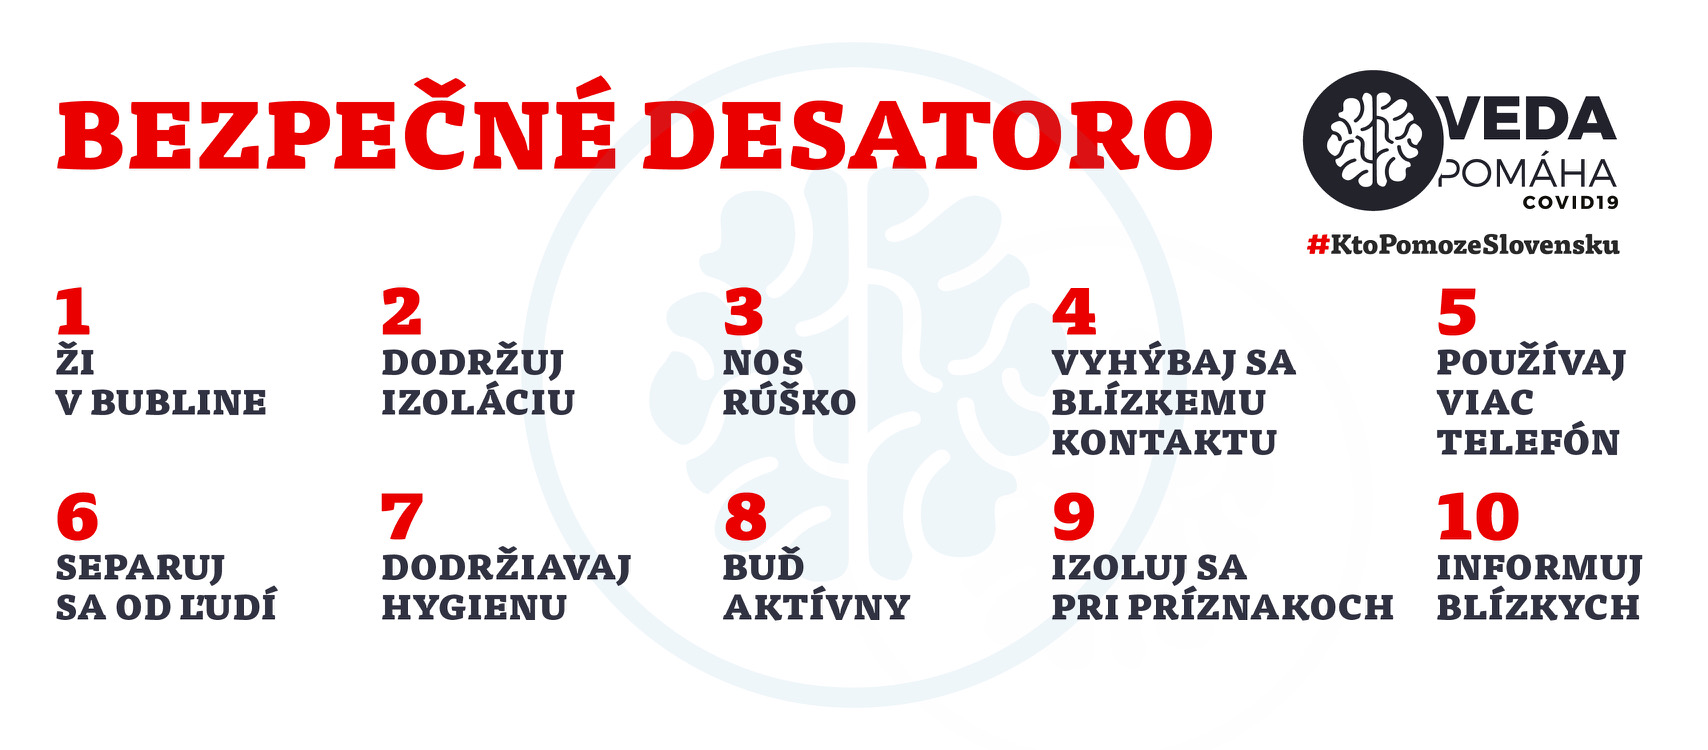 BEZPEČNÉ DESATORO
VEDA
POMÁHA
COVID19
#KtoPomozeSlovensku
1
ŽI
V BUBLINE
2
DODRŽUJ
IZOLÁCIU
3
NOS
RÚŠKO
4
VYHÝBAJ SA
BLÍZKEMU
KONTAKTU
5
POUŽÍVAJ
VIAC
TELEFÓN
6
SEPARUJ
SA OD ĽUDÍ
7
DODRŽIAVAJ
HYGIENU
8
BUĎ
AKTÍVNY
9
IZOLUJ SA
PRI PRÍZNAKOCH
10
INFORMUJ
BLÍZKYCH